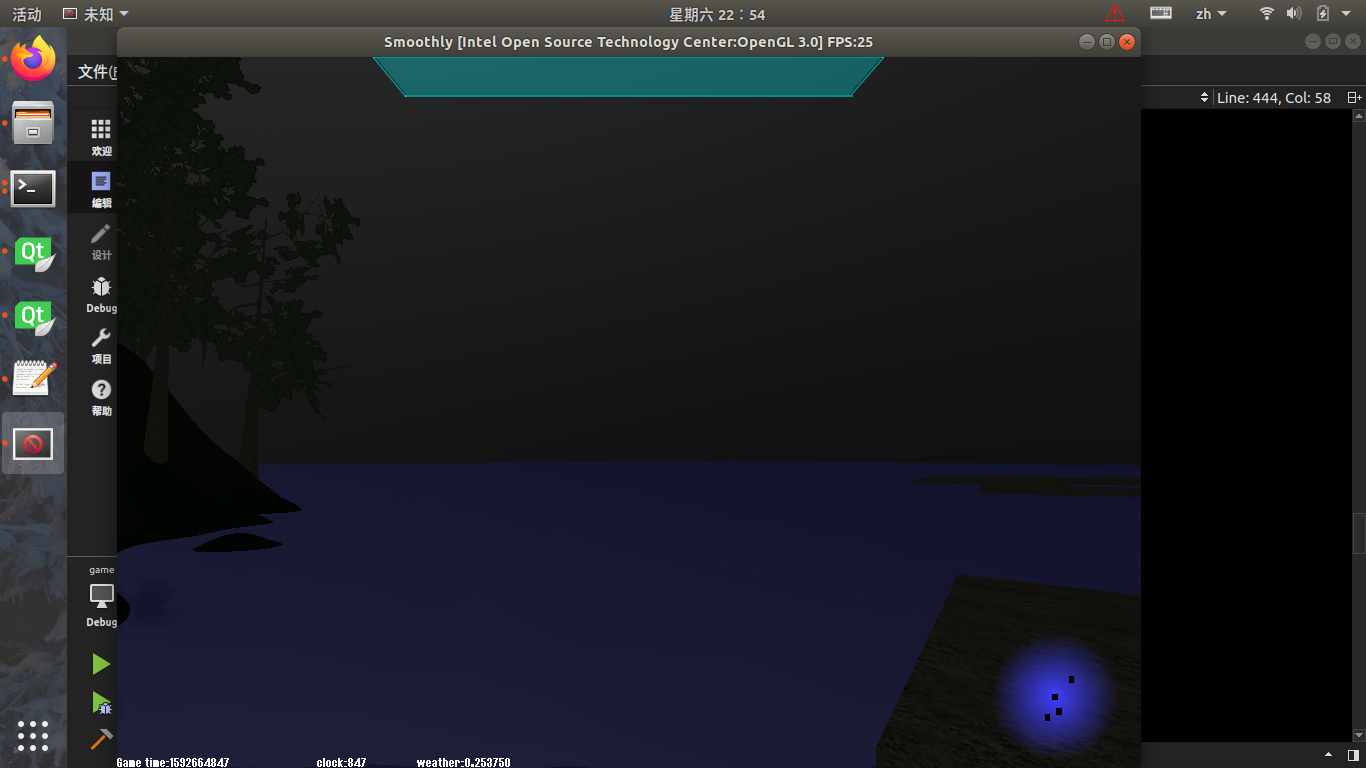 活动 未知 星期六 22：54 zh
Smoothly [Intel Open Source Technology Center:OpenGL 3.0] FPS:25
文件(F
Line: 444, Col: 58
欢迎
编辑
设计
Debug
项目
帮助
game
Debug
Qt
Qt
Game time:1592664847 clock:847 weather:0.253750